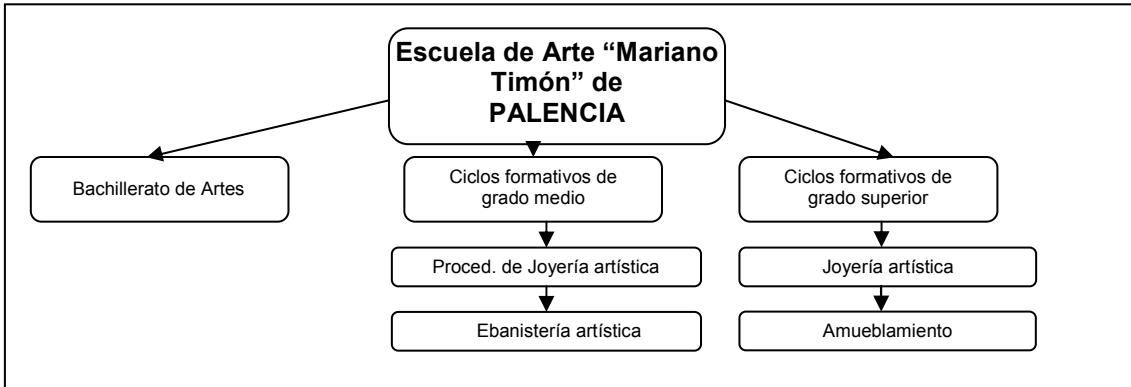 Escuela de Arte “Mariano
Timón” de
PALENCIA
Bachillerato de Artes
Ciclos formativos de
grado medio
Ciclos formativos de
grado superior
Proced. de Joyería artística
Joyería artística
Ebanistería artística
Amueblamiento